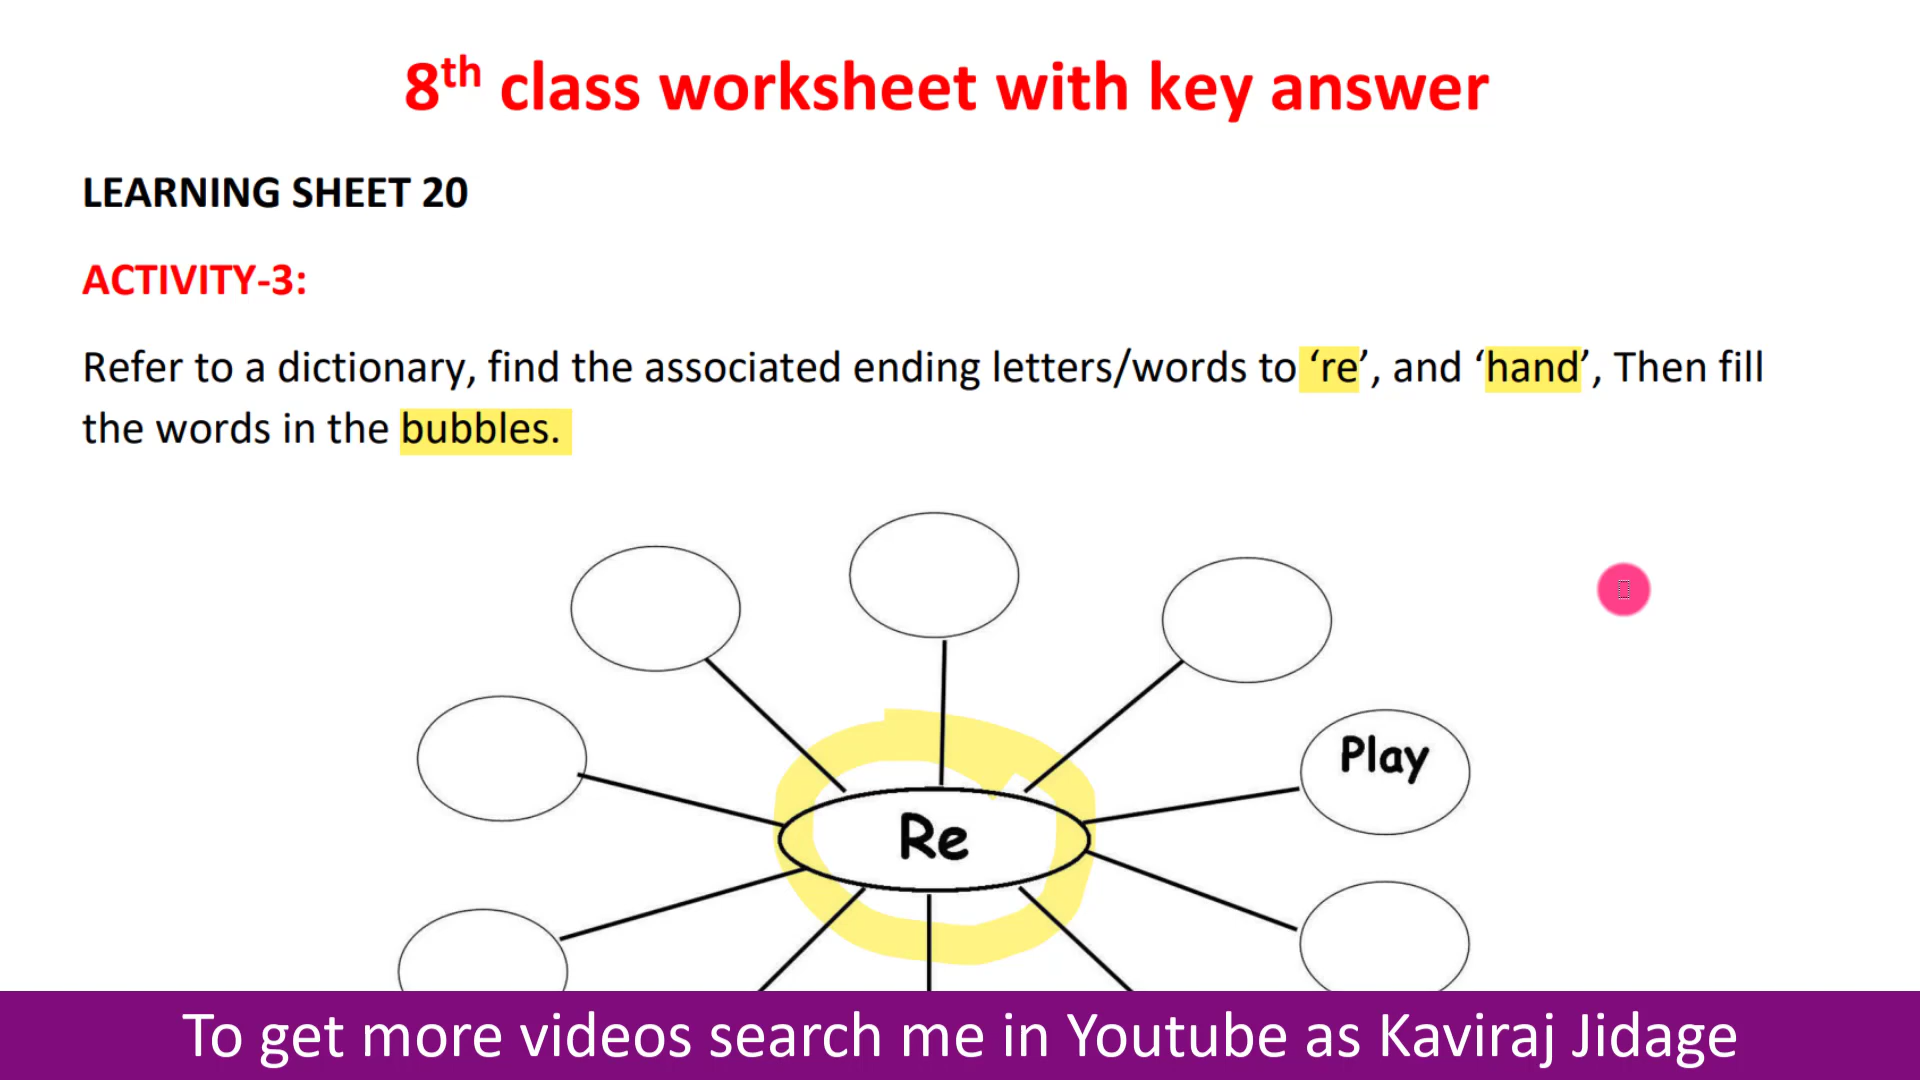 8th class worksheet with key answer
LEARNING SHEET 20
ACTIVITY-3:
Refer to a dictionary, find the associated ending letters/words to ‘re’, and ‘hand’, Then fill
the words in the bubbles.
Play
Re
To get more videos search me in Youtube as Kaviraj Jidage